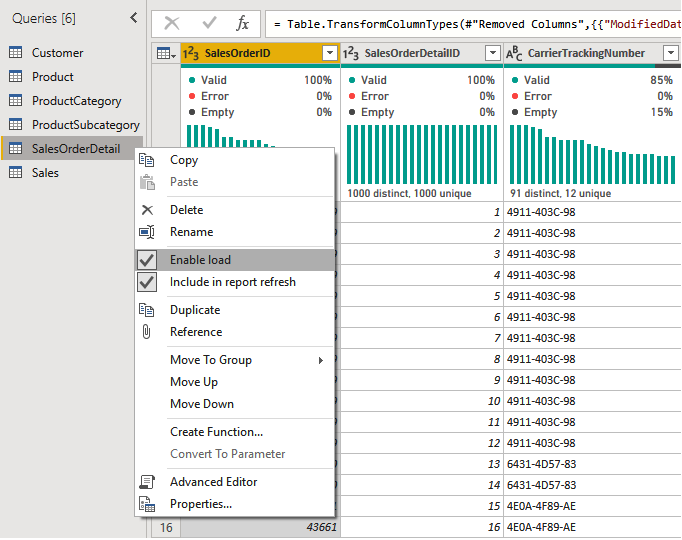 Queries [6]
= Table.TransformColumnTypes(#"Removed Columns",{{"ModifiedDat
Customer
Product
ProductCategory
ProductSubcategory
SalesOrderDetail
Sales
1²3 SalesOrderID
1²3 SalesOrderDetailID
ABC CarrierTrackingNumber
Valid 100%
Error 0%
Empty 0%
Valid 100%
Error 0%
Empty 0%
1000 distinct, 1000 unique
Valid 85%
Error 0%
Empty 15%
91 distinct, 12 unique
Copy
Paste
Delete
Rename
Enable load
Include in report refresh
Duplicate
Reference
Move To Group
Move Up
Move Down
Create Function...
Convert To Parameter
Advanced Editor
Properties...
1 4911-403C-98
2 4911-403C-98
3 4911-403C-98
4 4911-403C-98
5 4911-403C-98
6 4911-403C-98
7 4911-403C-98
8 4911-403C-98
9 4911-403C-98
10 4911-403C-98
11 4911-403C-98
12 4911-403C-98
13 6431-4D57-83
14 6431-4D57-83
15 4E0A-4F89-AE
16 43661 16 4E0A-4F89-AE